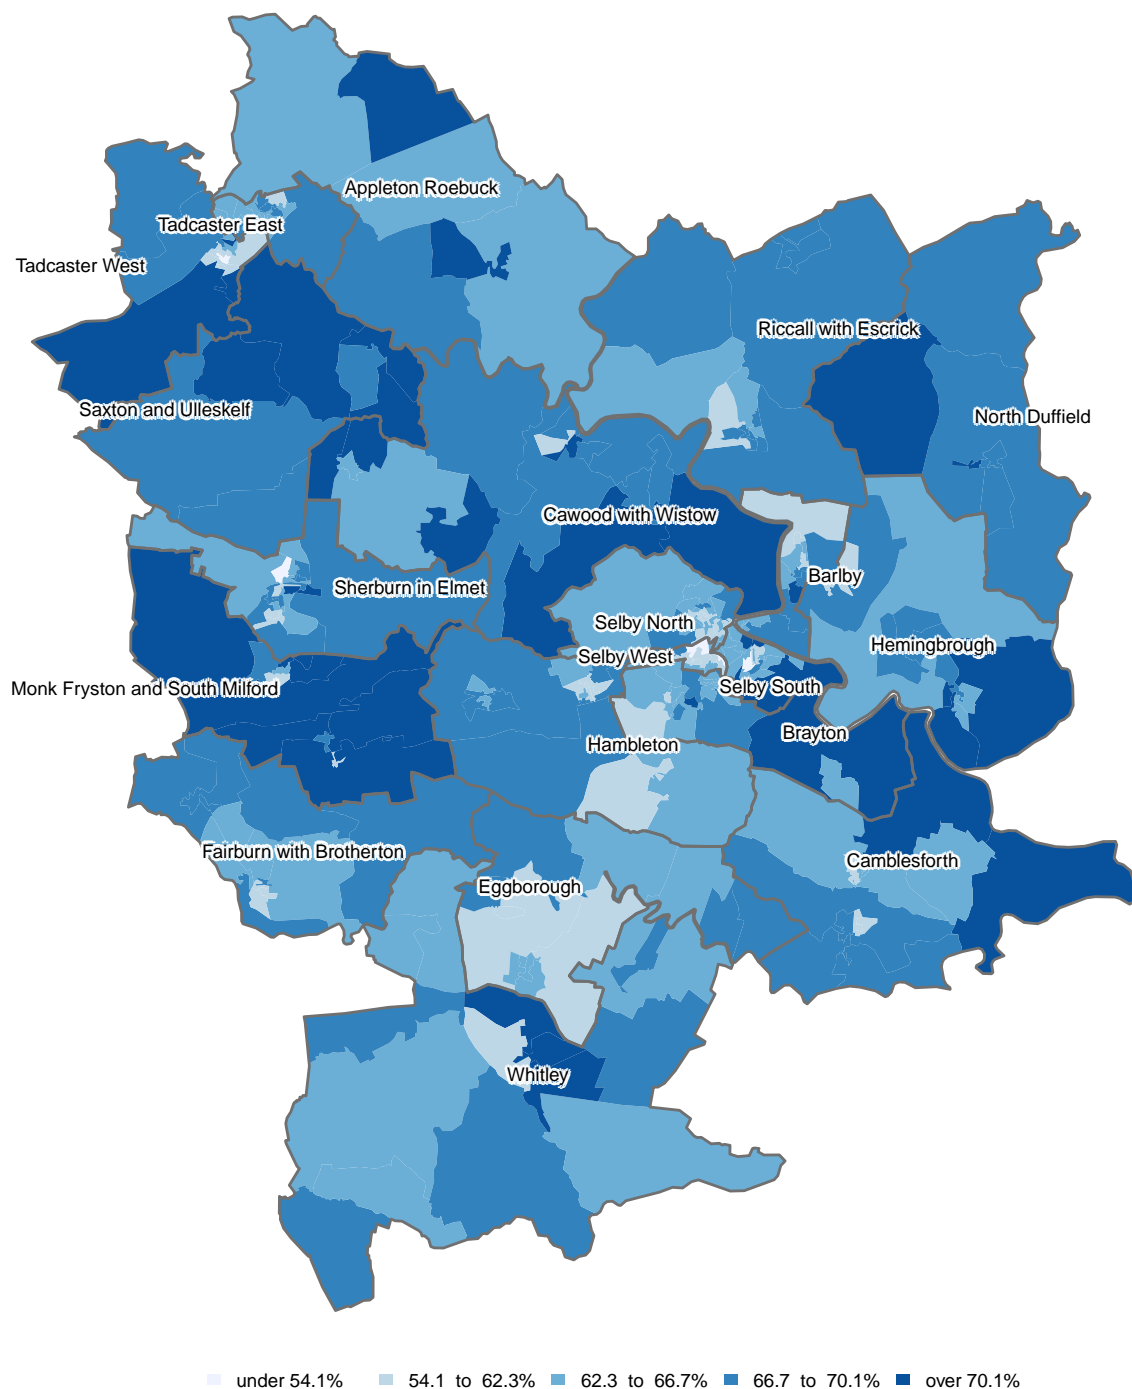 Appleton Roebuck
Tadcaster East
Tadcaster West
Riccall with Escrick
Saxton and Ulleskelf
North Duffield
Cawood with Wistow
Barlby
Sherburn in Elmet
Selby North
Hemingbrough
Selby West
Monk Fryston and South Milford
Selby South
Brayton
Hambleton
Fairburn with Brotherton
Camblesforth
Eggborough
Whitley
under 54.1% 54.1 to 62.3% 62.3 to 66.7% 66.7 to 70.1% over 70.1%